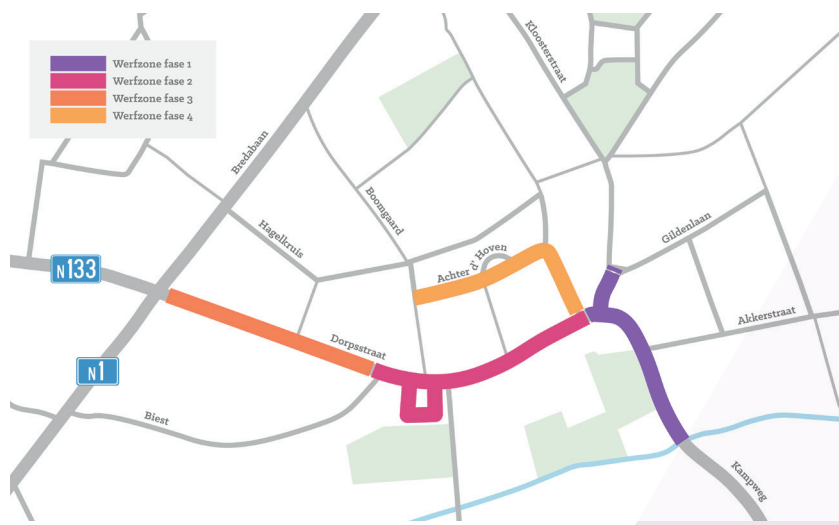 Werfzone fase 1
Werfzone fase 2
Werfzone fase 3
Werfzone fase 4
Kloosterstraat
Bredabaan
Boomgaard
Hagelkruis
Gildenlaan
Achter d' Hoven
N133
Akkerstraat
Dorpsstraat
N1
Biest
Kampweg